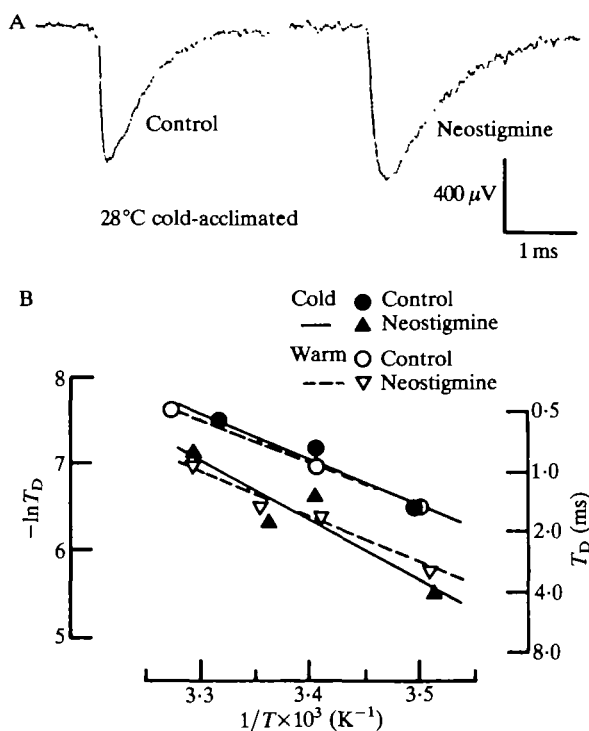 A
Control
Neostigmine
400 μV
28°C cold-acclimated
1 ms
B
Cold ● Control
▲ Neostigmine
Warm ○ Control
▽ Neostigmine
8
7
6
5
−lnT_D
0·5
1·0
2·0
4·0
8·0
T_D (ms)
3.3 3.4 3.5
1/T×10³ (K⁻¹)